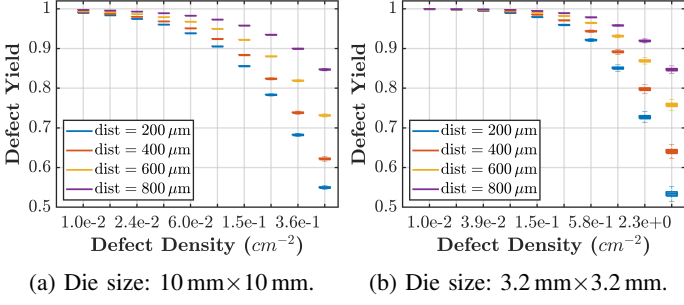 1
0.9
0.8
0.7
0.6
0.5
Defect Yield
dist = 200 μm
dist = 400 μm
dist = 600 μm
dist = 800 μm
1.0e-2 2.4e-2 6.0e-2 1.5e-1 3.6e-1
Defect Density (cm⁻²)
(a) Die size: 10 mm×10 mm.
1
0.9
0.8
0.7
0.6
0.5
Defect Yield
dist = 200 μm
dist = 400 μm
dist = 600 μm
dist = 800 μm
1.0e-2 3.9e-2 1.5e-1 5.8e-1 2.3e+0
Defect Density (cm⁻²)
(b) Die size: 3.2 mm×3.2 mm.